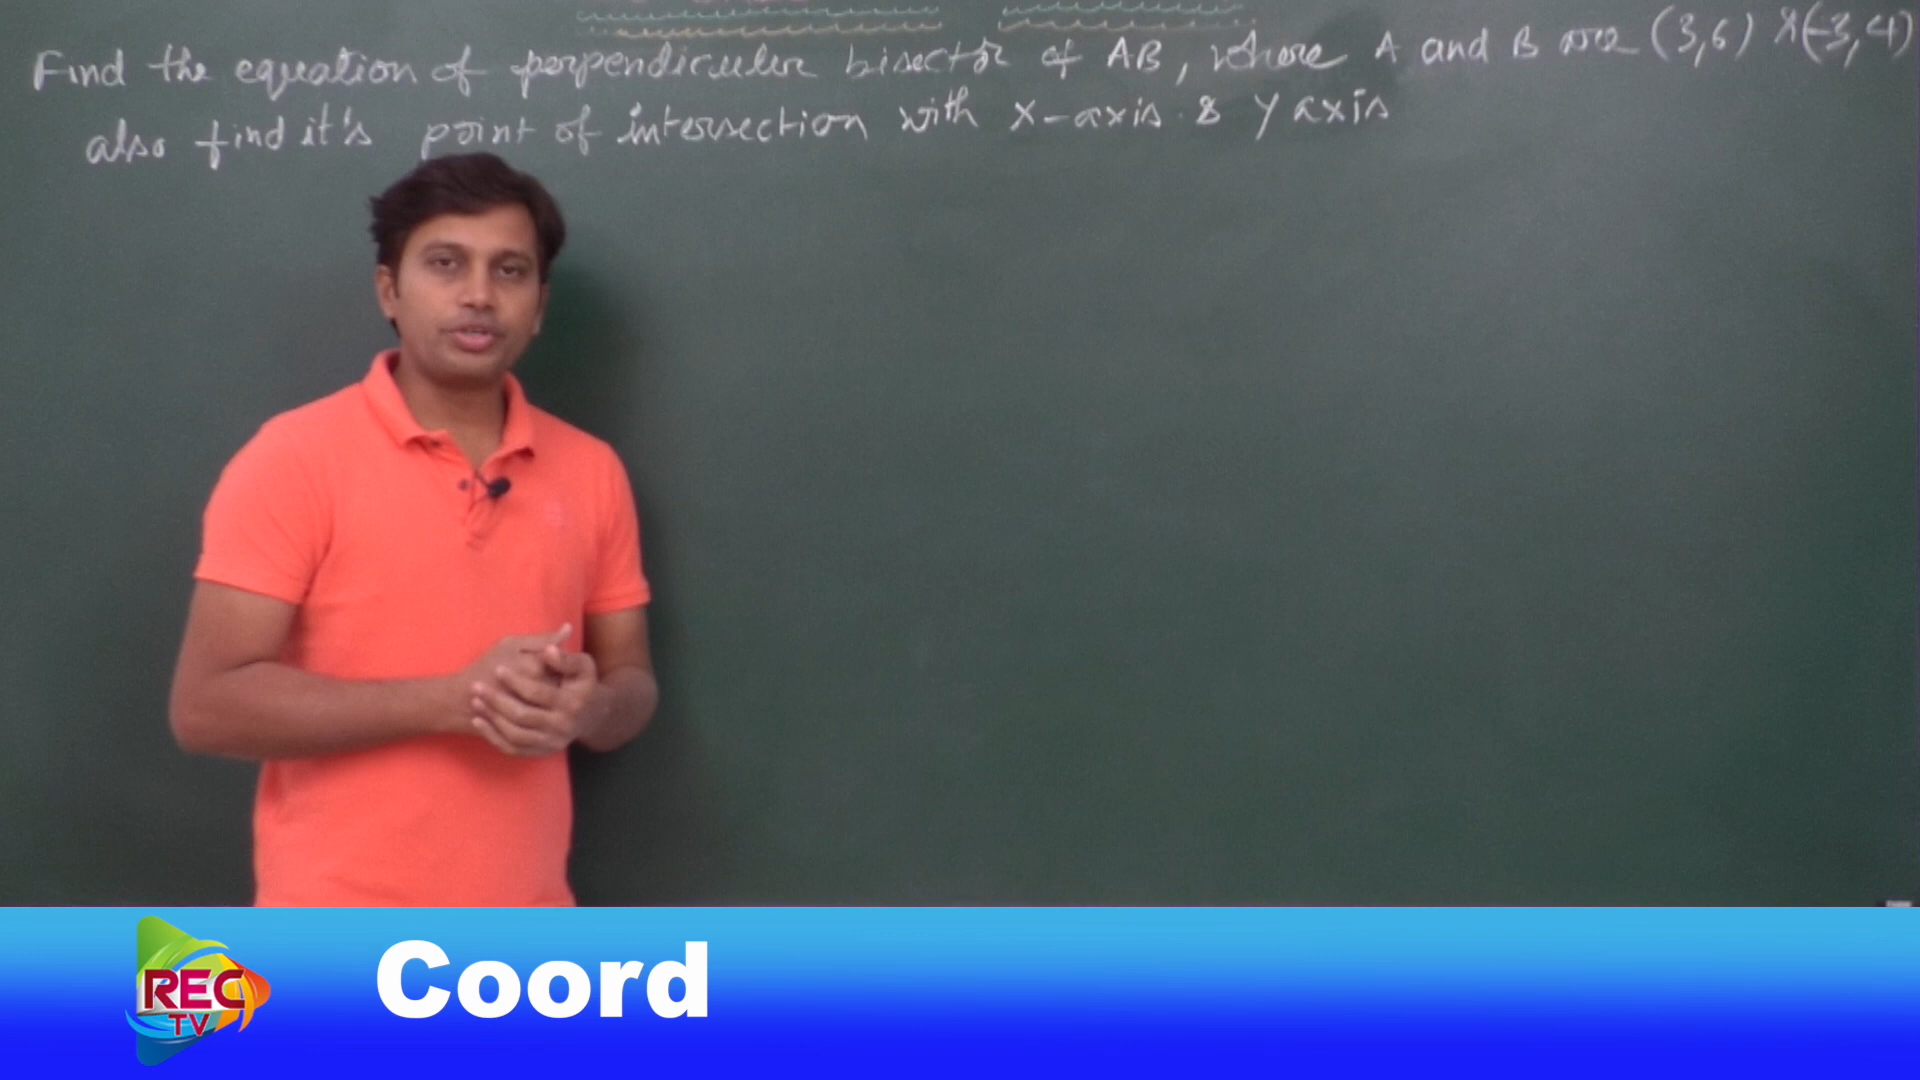 Find the equation of perpendicular bisector of AB, where A and B are (3,6) & (-3,4)
also find it's point of intersection with X-axis & Y axis
REC
TV
Coord